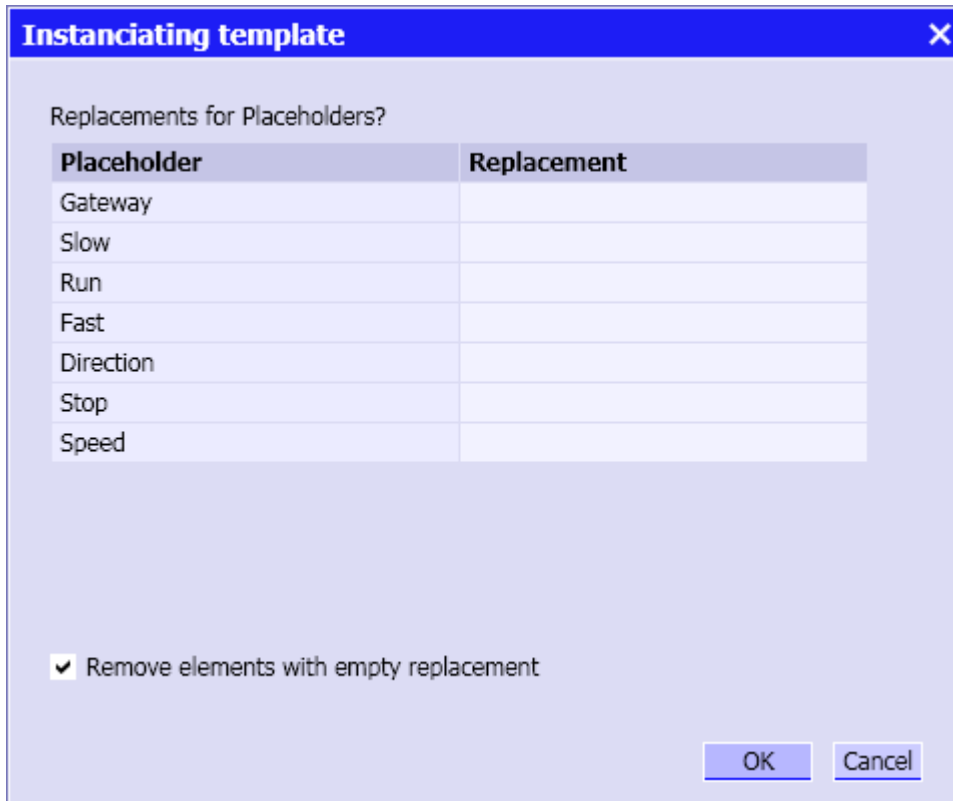 Instanciating template
Replacements for Placeholders?
Placeholder Replacement
Gateway
Slow
Run
Fast
Direction
Stop
Speed
Remove elements with empty replacement
OK Cancel